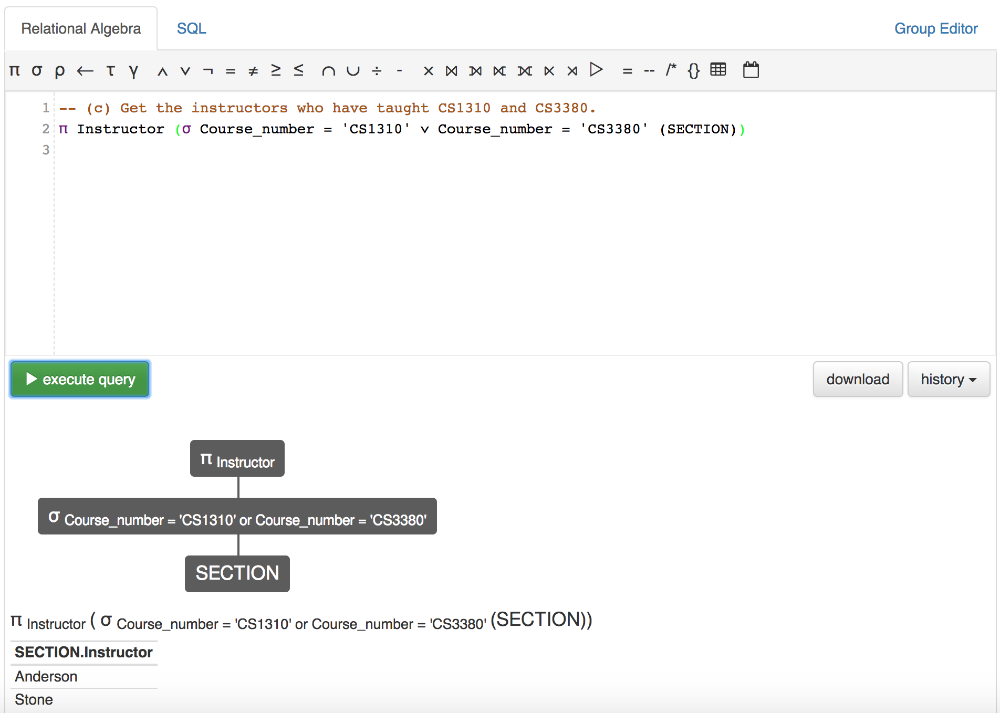 Relational Algebra SQL Group Editor
π σ ρ ← τ γ ∧ ∨ ¬ = ≠ ≥ ≤ ∩ ∪ ÷ - × ⋈ ⟕ ⟖ ⟗ ⋉ ⋊ ▷ = -- /* {}
1 -- (c) Get the instructors who have taught CS1310 and CS3380.
2 π Instructor (σ Course_number = 'CS1310' ∨ Course_number = 'CS3380' (SECTION))
3
execute query download history
π Instructor
σ Course_number = 'CS1310' or Course_number = 'CS3380'
SECTION
π Instructor ( σ Course_number = 'CS1310' or Course_number = 'CS3380' (SECTION))
SECTION.Instructor
Anderson
Stone